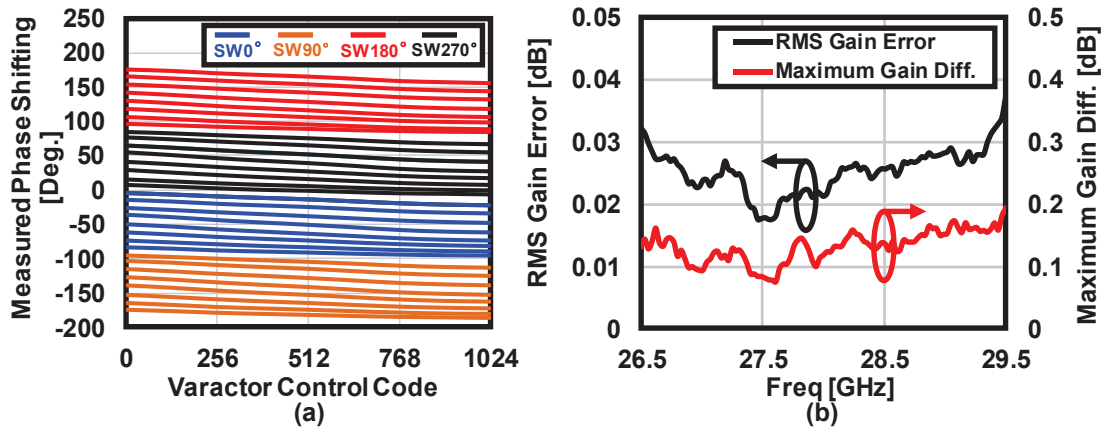 Measured Phase Shifting
[Deg.]
250
200
150
100
50
0
-50
-100
-150
-200
SW0° SW90° SW180° SW270°
0 256 512 768 1024
Varactor Control Code
(a)
RMS Gain Error [dB]
0.05
0.04
0.03
0.02
0.01
0
RMS Gain Error
Maximum Gain Diff.
0.5
0.4
0.3
0.2
0.1
0
Maximum Gain Diff. [dB]
26.5 27.5 28.5 29.5
Freq [GHz]
(b)